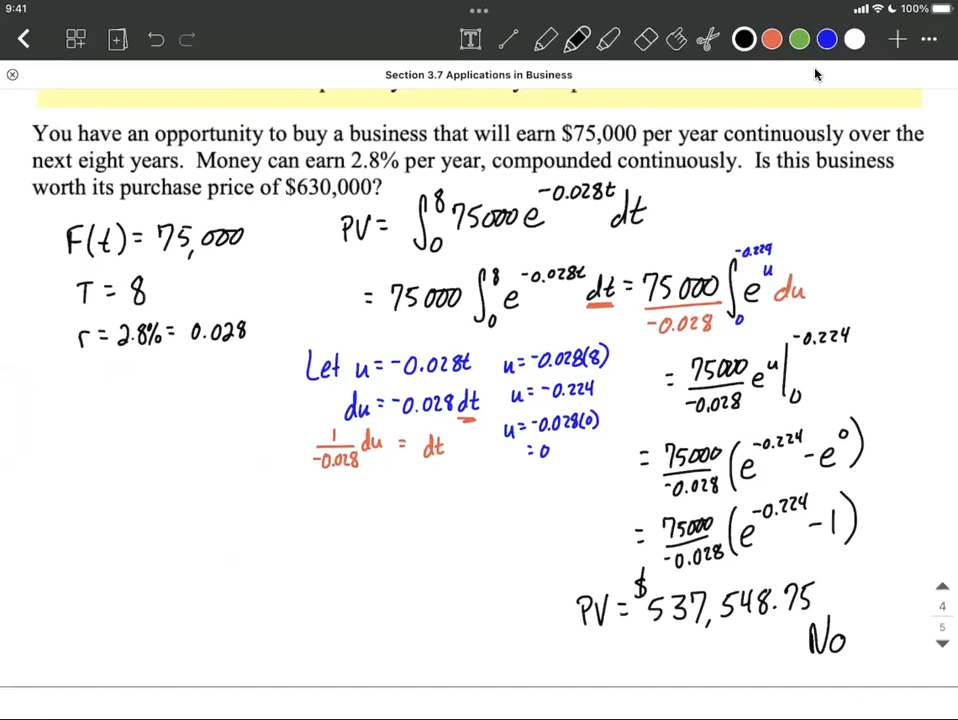 9:41
100%
Section 3.7 Applications in Business
You have an opportunity to buy a business that will earn $75,000 per year continuously over the
next eight years. Money can earn 2.8% per year, compounded continuously. Is this business
worth its purchase price of $630,000?
F(t) = 75,000
T = 8
r = 2.8% = 0.028
PV = ∫₀⁸ 75000 e^(-0.028t) dt
= 75000 ∫₀⁸ e^(-0.028t) dt = 75000/-0.028 ∫₀^(-0.224) e^u du
Let u = -0.028t
du = -0.028 dt
1/-0.028 du = dt
u = -0.028(8)
u = -0.224
u = -0.028(0)
= 0
= 75000/-0.028 e^u |₀^(-0.224)
= 75000/-0.028 (e^(-0.224) - e^0)
= 75000/-0.028 (e^(-0.224) - 1)
PV = $537,548.75
No
4
5